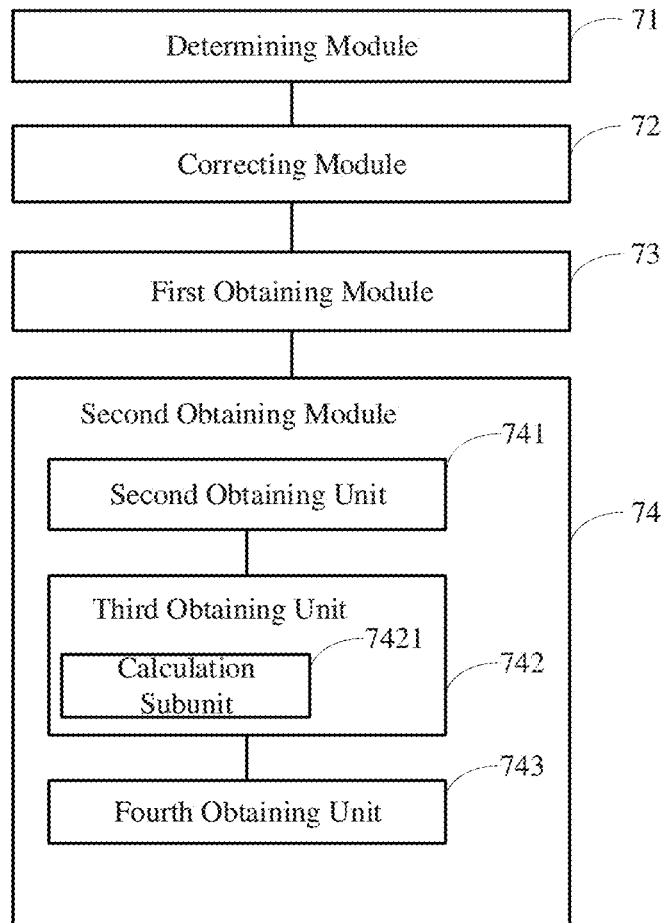 Determining Module
71
Correcting Module
72
First Obtaining Module
73
Second Obtaining Module
741
Second Obtaining Unit
74
Third Obtaining Unit
7421
Calculation
Subunit
742
743
Fourth Obtaining Unit